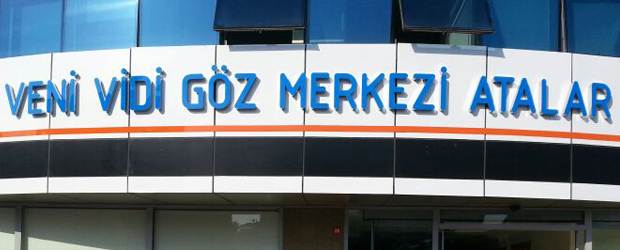 VENİİ VİDİ GÖZ MERKEZİ ATALAR